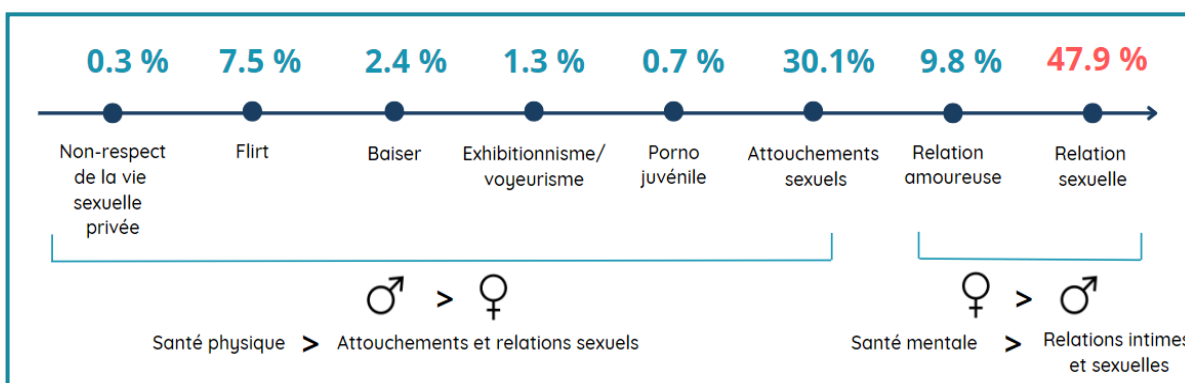 0.3 % 7.5 % 2.4 % 1.3 % 0.7 % 30.1% 9.8 % 47.9 %
Non-respect
de la vie
sexuelle
privée
Flirt
Baiser
Exhibitionnisme/
voyeurisme
Porno
juvénile
Attouchements
sexuels
Relation
amoureuse
Relation
sexuelle
♂ > ♀
Santé physique > Attouchements et relations sexuels
♀ > ♂
Santé mentale > Relations intimes
et sexuelles